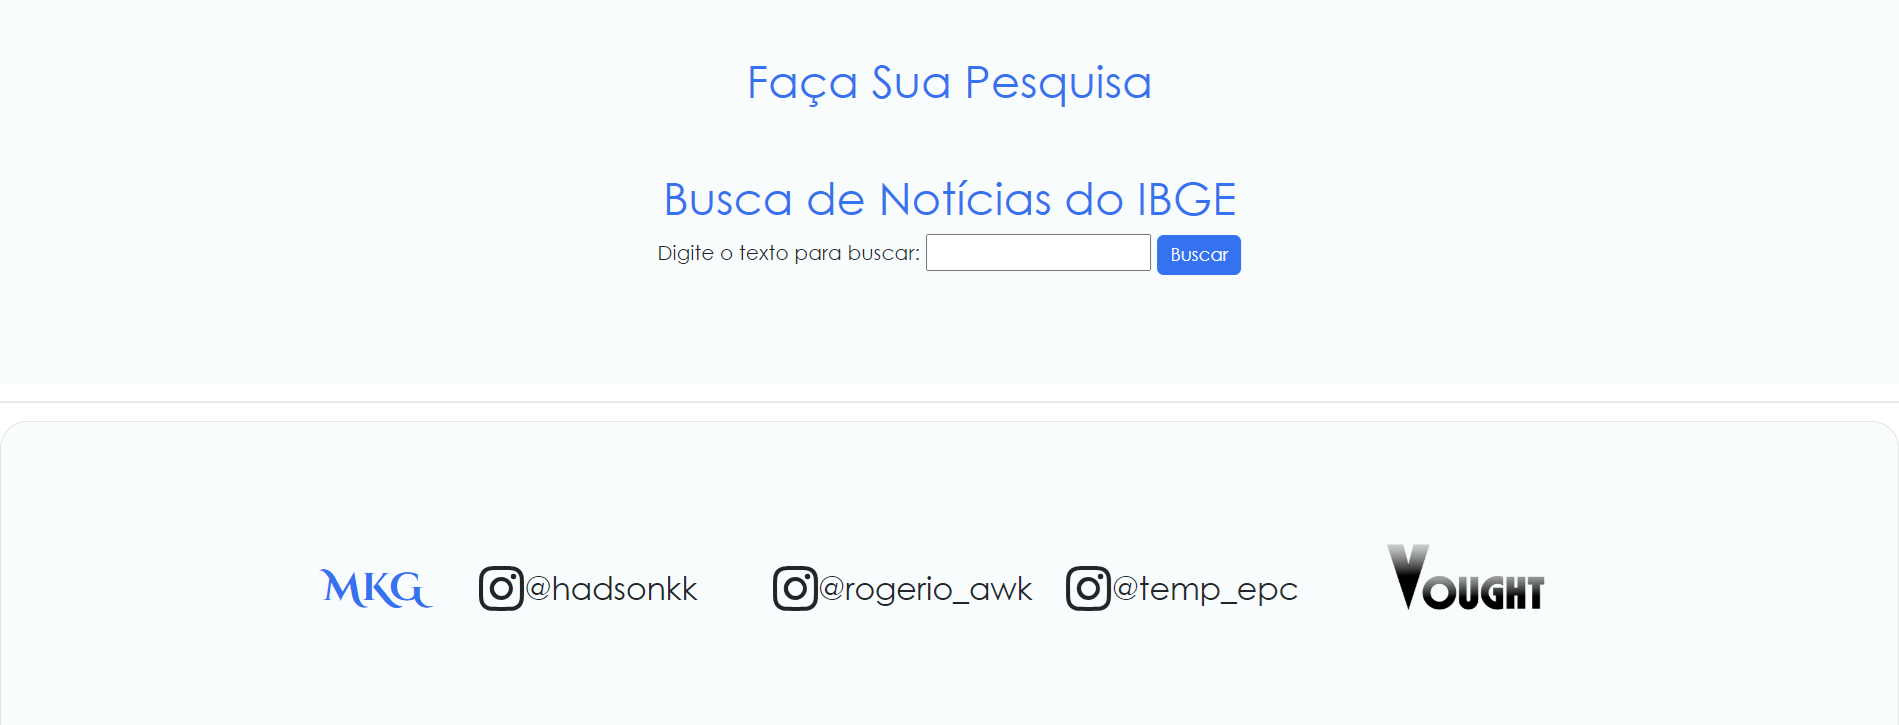 Faça Sua Pesquisa
Busca de Notícias do IBGE
Digite o texto para buscar: Buscar
MKG @hadsonkk @rogerio_awk @temp_epc VOUGHT